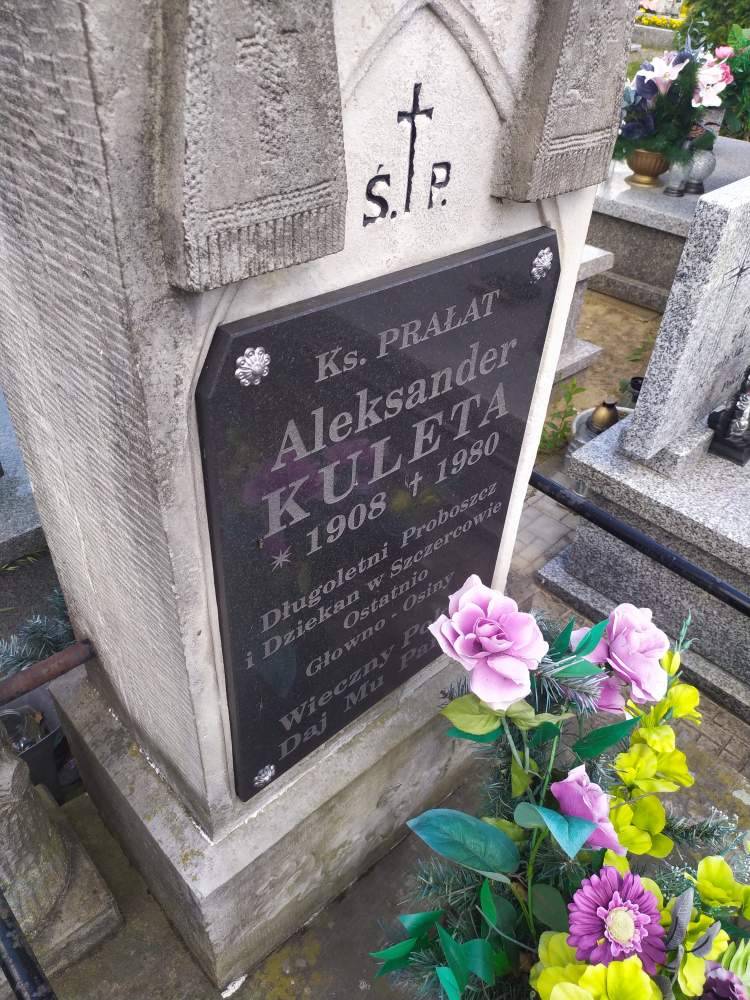 Ś. P.
Ks. PRAŁAT
Aleksander
KULETA
* 1908 † 1980
Długoletni Proboszcz
i Dziekan w Szczercowie
Ostatnio
Głowno - Osiny
Wieczny
Daj Mu